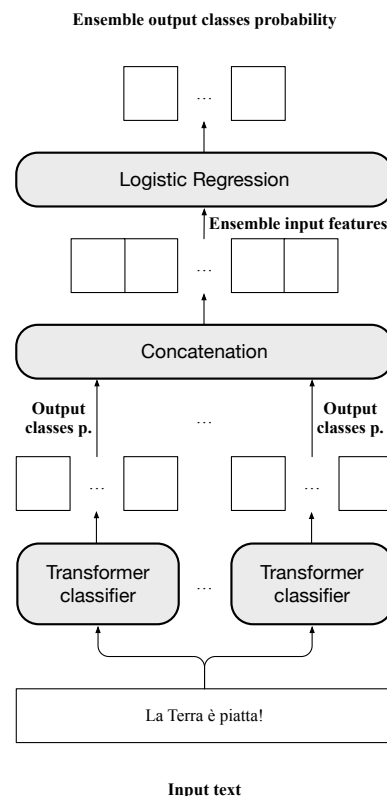 Ensemble output classes probability
...
Logistic Regression
Ensemble input features
...
Concatenation
Output
classes p.
...
Output
classes p.
...
...
Transformer
classifier
...
Transformer
classifier
La Terra è piatta!
Input text